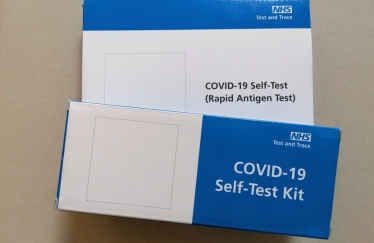 NHS
Test and Trace
COVID-19 Self-Test
(Rapid Antigen Test)
NHS
Test and Trace
COVID-19
Self-Test Kit